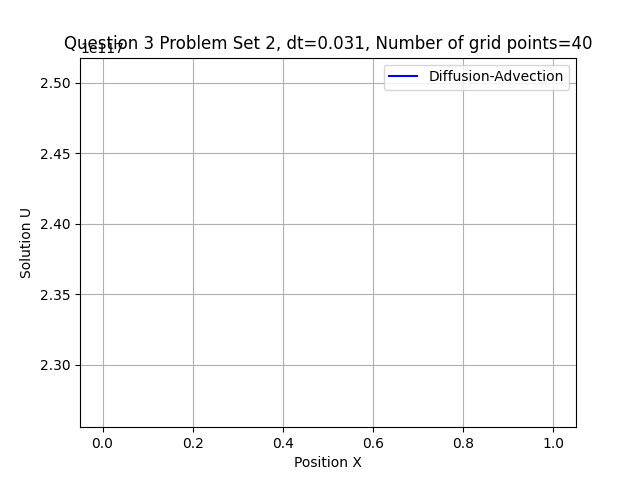 Question 3 Problem Set 2, dt=0.031, Number of grid points=40
1e117
Diffusion-Advection
2.50
2.45
2.40
2.35
2.30
Solution U
0.0 0.2 0.4 0.6 0.8 1.0
Position X